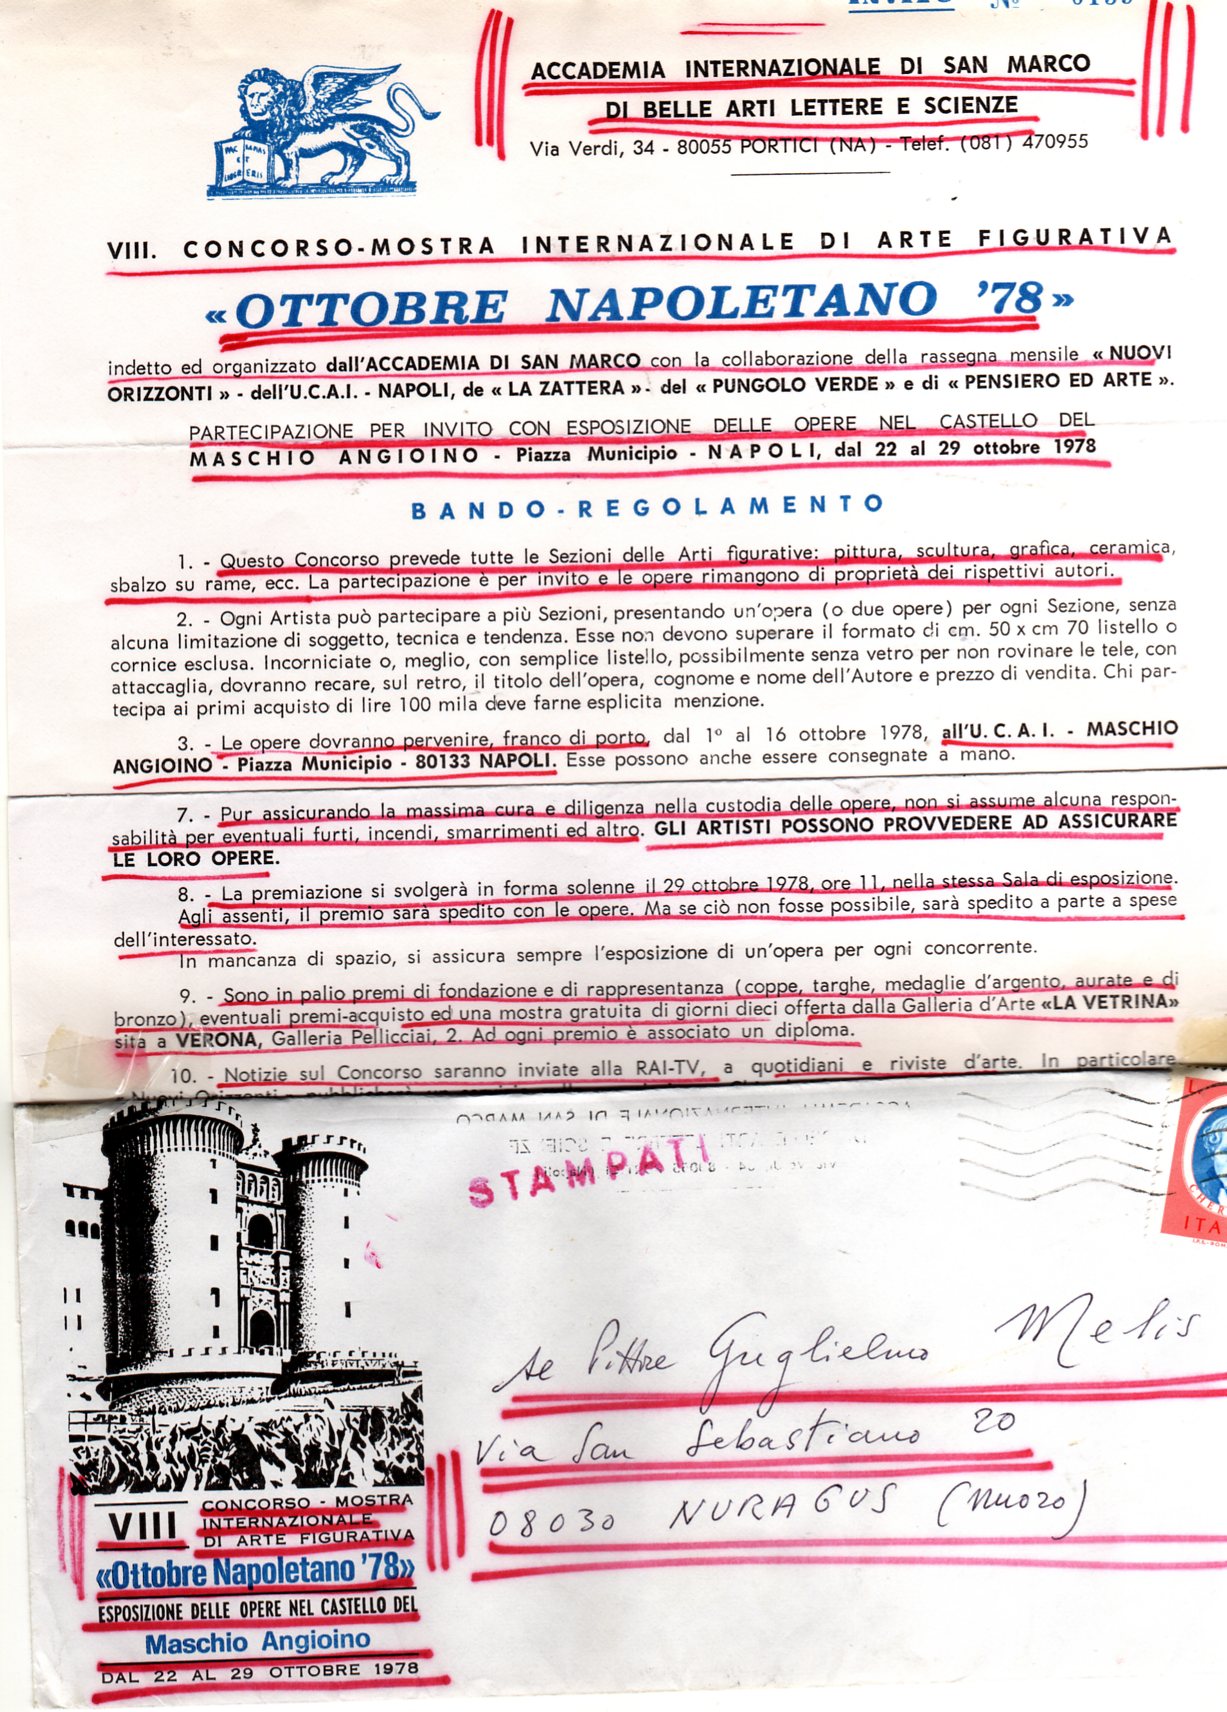 INVITO N° 0155
ACCADEMIA INTERNAZIONALE DI SAN MARCO
DI BELLE ARTI LETTERE E SCIENZE
Via Verdi, 34 - 80055 PORTICI (NA) - Telef. (081) 470955
VIII. CONCORSO-MOSTRA INTERNAZIONALE DI ARTE FIGURATIVA
«OTTOBRE NAPOLETANO '78»
indetto ed organizzato dall'ACCADEMIA DI SAN MARCO con la collaborazione della rassegna mensile « NUOVI
ORIZZONTI » - dell'U.C.A.I. - NAPOLI, de « LA ZATTERA » - del « PUNGOLO VERDE » e di « PENSIERO ED ARTE ».
PARTECIPAZIONE PER INVITO CON ESPOSIZIONE DELLE OPERE NEL CASTELLO DEL
MASCHIO ANGIOINO - Piazza Municipio - NAPOLI, dal 22 al 29 ottobre 1978
BANDO-REGOLAMENTO
1. - Questo Concorso prevede tutte le Sezioni delle Arti figurative: pittura, scultura, grafica, ceramica,
sbalzo su rame, ecc. La partecipazione è per invito e le opere rimangono di proprietà dei rispettivi autori.
2. - Ogni Artista può partecipare a più Sezioni, presentando un'opera (o due opere) per ogni Sezione, senza
alcuna limitazione di soggetto, tecnica e tendenza. Esse non devono superare il formato di cm. 50 x cm 70 listello o
cornice esclusa. Incorniciate o, meglio, con semplice listello, possibilmente senza vetro per non rovinare le tele, con
attaccaglia, dovranno recare, sul retro, il titolo dell'opera, cognome e nome dell'Autore e prezzo di vendita. Chi par-
tecipa ai primi acquisto di lire 100 mila deve farne esplicita menzione.
3. - Le opere dovranno pervenire, franco di porto, dal 1° al 16 ottobre 1978, all'U. C. A. I. - MASCHIO
ANGIOINO - Piazza Municipio - 80133 NAPOLI. Esse possono anche essere consegnate a mano.
7. - Pur assicurando la massima cura e diligenza nella custodia delle opere, non si assume alcuna respon-
sabilità per eventuali furti, incendi, smarrimenti ed altro. GLI ARTISTI POSSONO PROVVEDERE AD ASSICURARE
LE LORO OPERE.
8. - La premiazione si svolgerà in forma solenne il 29 ottobre 1978, ore 11, nella stessa Sala di esposizione.
Agli assenti, il premio sarà spedito con le opere. Ma se ciò non fosse possibile, sarà spedito a parte a spese
dell'interessato.
In mancanza di spazio, si assicura sempre l'esposizione di un'opera per ogni concorrente.
9. - Sono in palio premi di fondazione e di rappresentanza (coppe, targhe, medaglie d'argento, aurate e di
bronzo), eventuali premi-acquisto ed una mostra gratuita di giorni dieci offerta dalla Galleria d'Arte «LA VETRINA»
sita a VERONA, Galleria Pellicciai, 2. Ad ogni premio è associato un diploma.
10. - Notizie sul Concorso saranno inviate alla RAI-TV, a quotidiani e riviste d'arte. In particolare
STAMPATI
ITA
Pittore Guglielmo Melis
Via San Sebastiano 20
08030 NURAGUS (Nuoro)
VIII CONCORSO - MOSTRA
INTERNAZIONALE
DI ARTE FIGURATIVA
«Ottobre Napoletano '78»
ESPOSIZIONE DELLE OPERE NEL CASTELLO DEL
Maschio Angioino
DAL 22 AL 29 OTTOBRE 1978